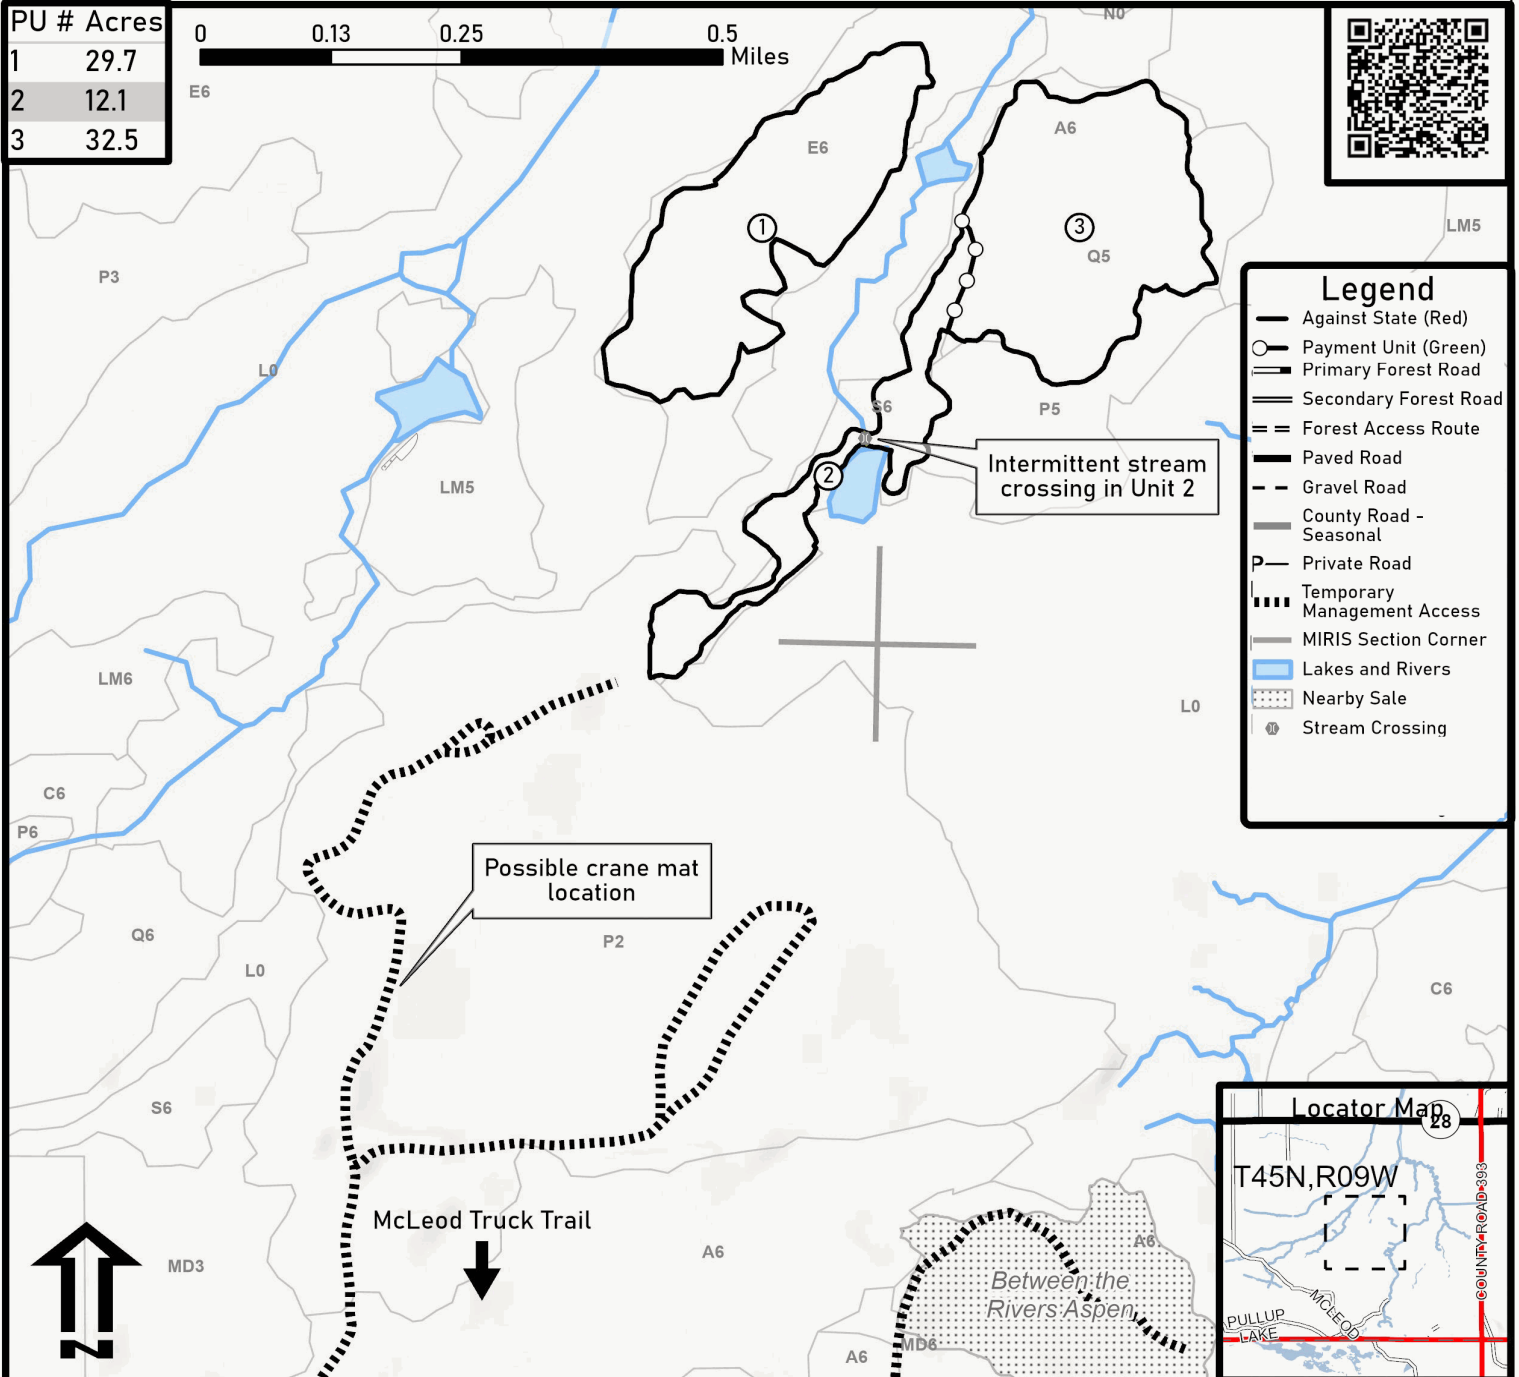 PU # Acres
1 29.7
2 12.1
3 32.5
0 0.13 0.25 0.5
Miles
N0
E6
E6
A6
1
3
Q5
LM5
P3
L0
S6
P5
2
Intermittent stream
crossing in Unit 2
LM5
LM6
L0
C6
P6
Possible crane mat
location
Q6
P2
L0
C6
S6
McLeod Truck Trail
MD3
A6
A6
Between the
Rivers Aspen
MD6
A6
N
Legend
Against State (Red)
Payment Unit (Green)
Primary Forest Road
Secondary Forest Road
Forest Access Route
Paved Road
Gravel Road
County Road -
Seasonal
P Private Road
Temporary
Management Access
MIRIS Section Corner
Lakes and Rivers
Nearby Sale
Stream Crossing
Locator Map
28
T45N,R09W
COUNTY ROAD 393
MCLEOD
PULLUP
LAKE